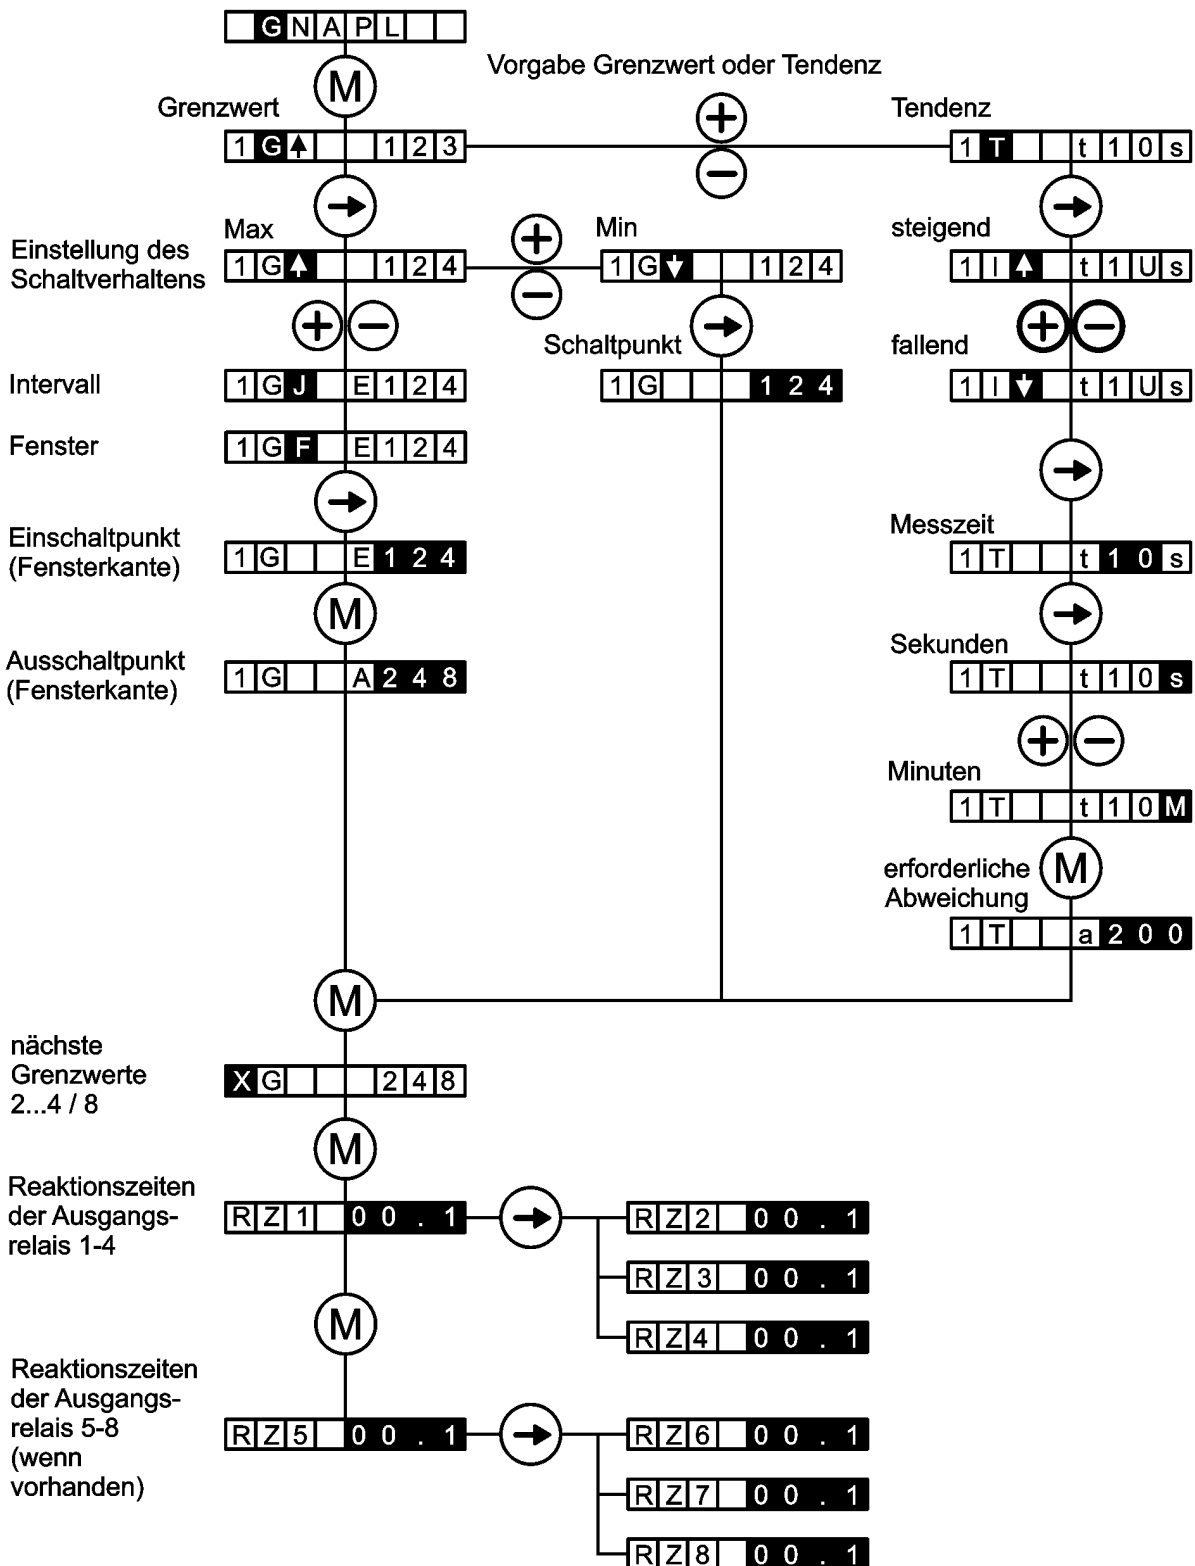 GNAPL
M
Vorgabe Grenzwert oder Tendenz
Grenzwert
Tendenz
1G↑ 123
+
−
1T t10s
→
→
Max
Min
steigend
Einstellung des
Schaltverhaltens
1G↑ 124
+
−
1G↓ 124
1I↑ t1Us
+ −
→
+ −
Schaltpunkt
fallend
Intervall
1GJ E124
1G 124
1I↓ t1Us
Fenster
1GF E124
→
→
Einschaltpunkt
(Fensterkante)
1G E124
Messzeit
1T t10s
M
→
Ausschaltpunkt
(Fensterkante)
1G A248
Sekunden
1T t10s
+ −
Minuten
1T t10M
erforderliche
Abweichung
M
1T a200
M
nächste
Grenzwerte
2...4 / 8
XG 248
M
Reaktionszeiten
der Ausgangs-
relais 1-4
RZ1 00.1
→
RZ2 00.1
RZ3 00.1
RZ4 00.1
M
Reaktionszeiten
der Ausgangs-
relais 5-8
(wenn
vorhanden)
RZ5 00.1
→
RZ6 00.1
RZ7 00.1
RZ8 00.1